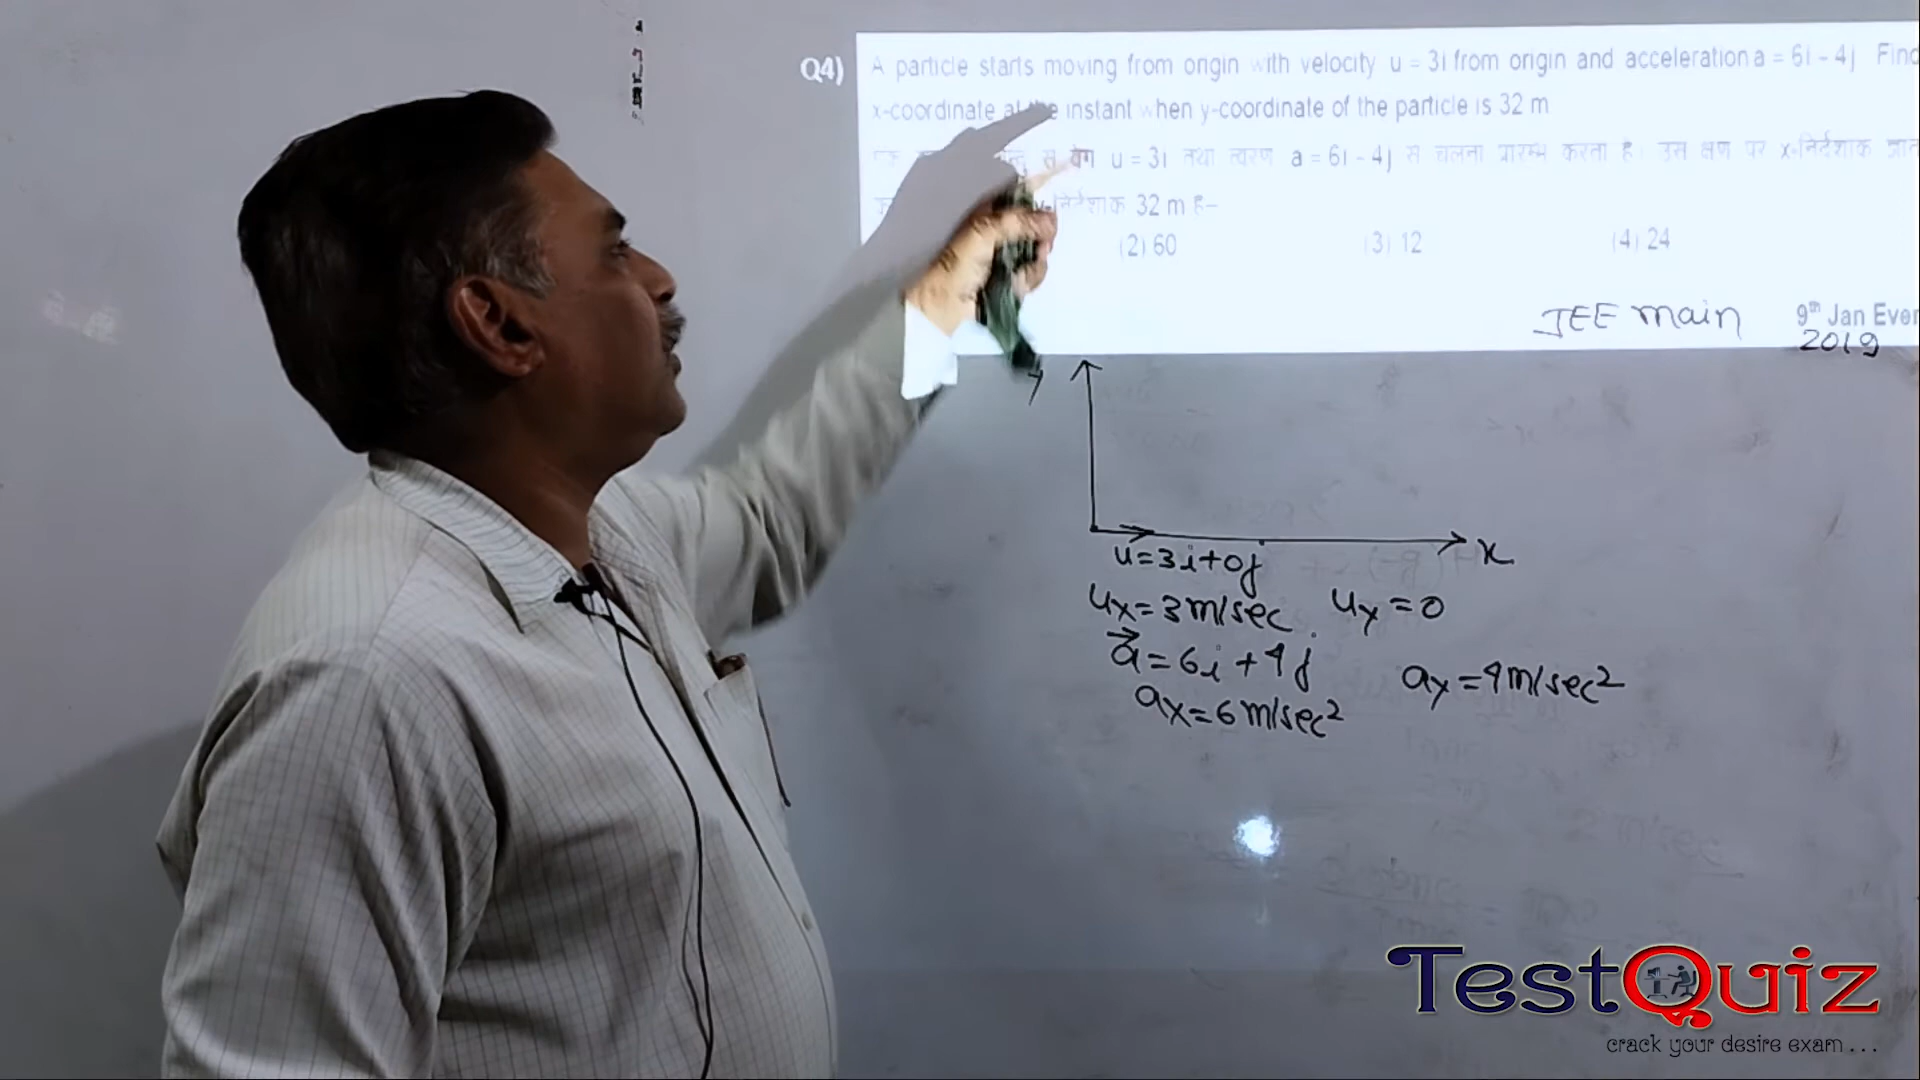 Q4) A particle starts moving from origin with velocity u = 3i from origin and acceleration a = 6i - 4j Find
x-coordinate at the instant when y-coordinate of the particle is 32 m
से वेग u = 3i तथा त्वरण a = 6i - 4j से चलना प्रारम्भ करता है। उस क्षण पर x-निर्देशांक
y-निर्देशांक 32 m है–
(2) 60 (3) 12 (4) 24
JEE main 9th Jan
2019
x
u=3i+0j
ux=3m/sec uy=0
a=6i+4j
ay=4m/sec2
ax=6m/sec2
TestQuiz
crack your desire exam...